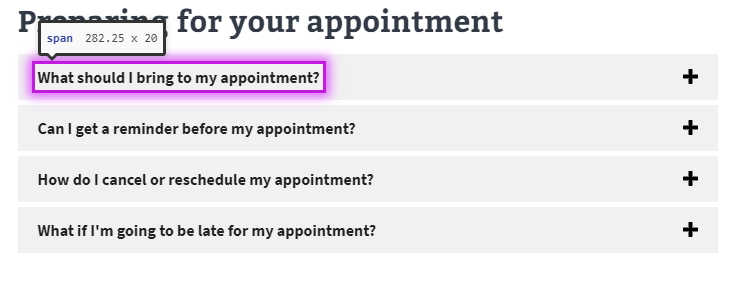 Preparing for your appointment
span 282.25 x 20
What should I bring to my appointment?
Can I get a reminder before my appointment?
How do I cancel or reschedule my appointment?
What if I'm going to be late for my appointment?